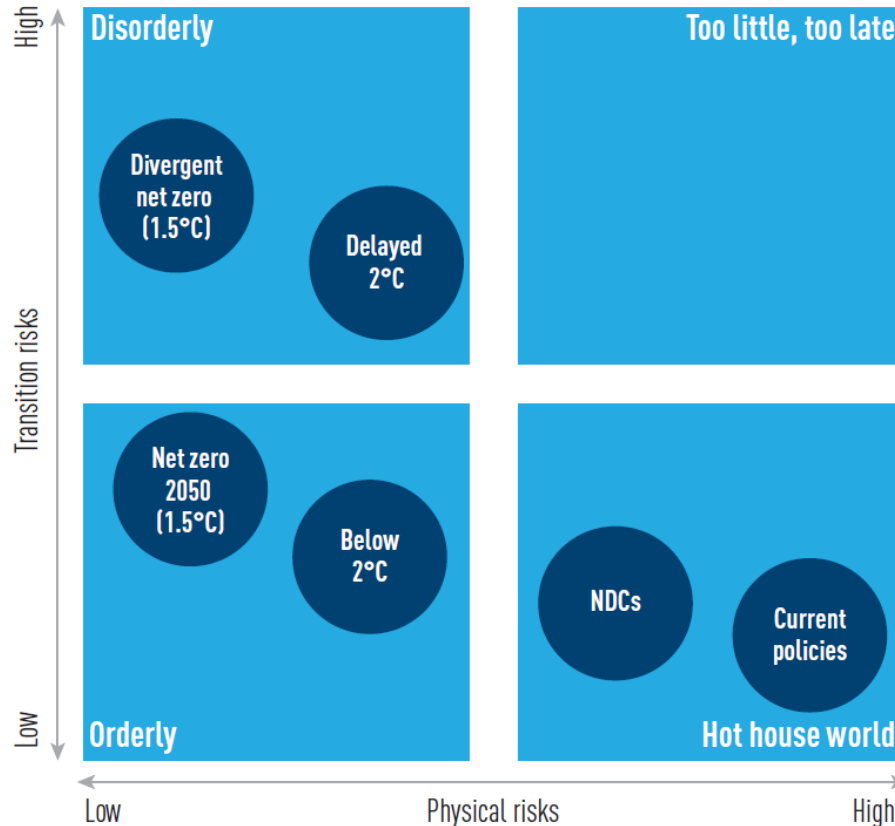 High
Disorderly
Too little, too late
Divergent
net zero
(1.5°C)
Delayed
2°C
Transition risks
Net zero
2050
(1.5°C)
Below
2°C
NDCs
Current
policies
Low
Orderly
Hot house world
Low
Physical risks
High